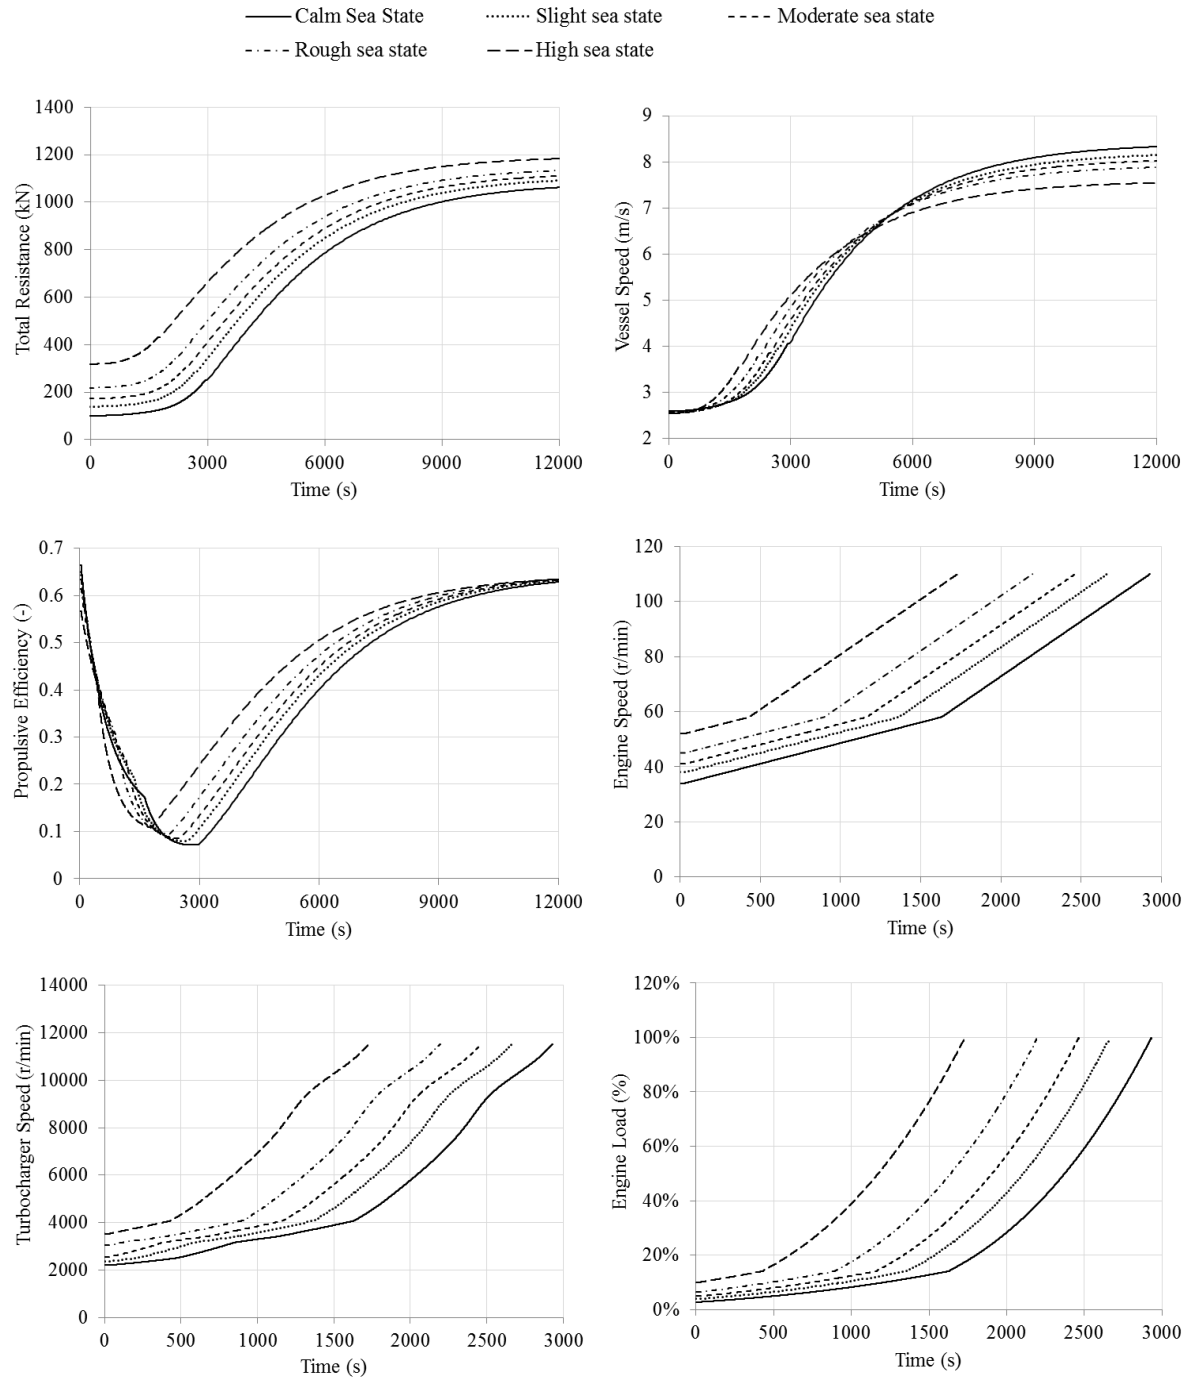 Calm Sea State Slight sea state Moderate sea state
Rough sea state High sea state
1400
1200
1000
800
600
400
200
0
Total Resistance (kN)
0 3000 6000 9000 12000
Time (s)
9
8
7
6
5
4
3
2
Vessel Speed (m/s)
0 3000 6000 9000 12000
Time (s)
0.7
0.6
0.5
0.4
0.3
0.2
0.1
0
Propulsive Efficiency (-)
0 3000 6000 9000 12000
Time (s)
120
100
80
60
40
20
0
Engine Speed (r/min)
0 500 1000 1500 2000 2500 3000
Time (s)
14000
12000
10000
8000
6000
4000
2000
0
Turbocharger Speed (r/min)
0 500 1000 1500 2000 2500 3000
Time (s)
120%
100%
80%
60%
40%
20%
0%
Engine Load (%)
0 500 1000 1500 2000 2500 3000
Time (s)